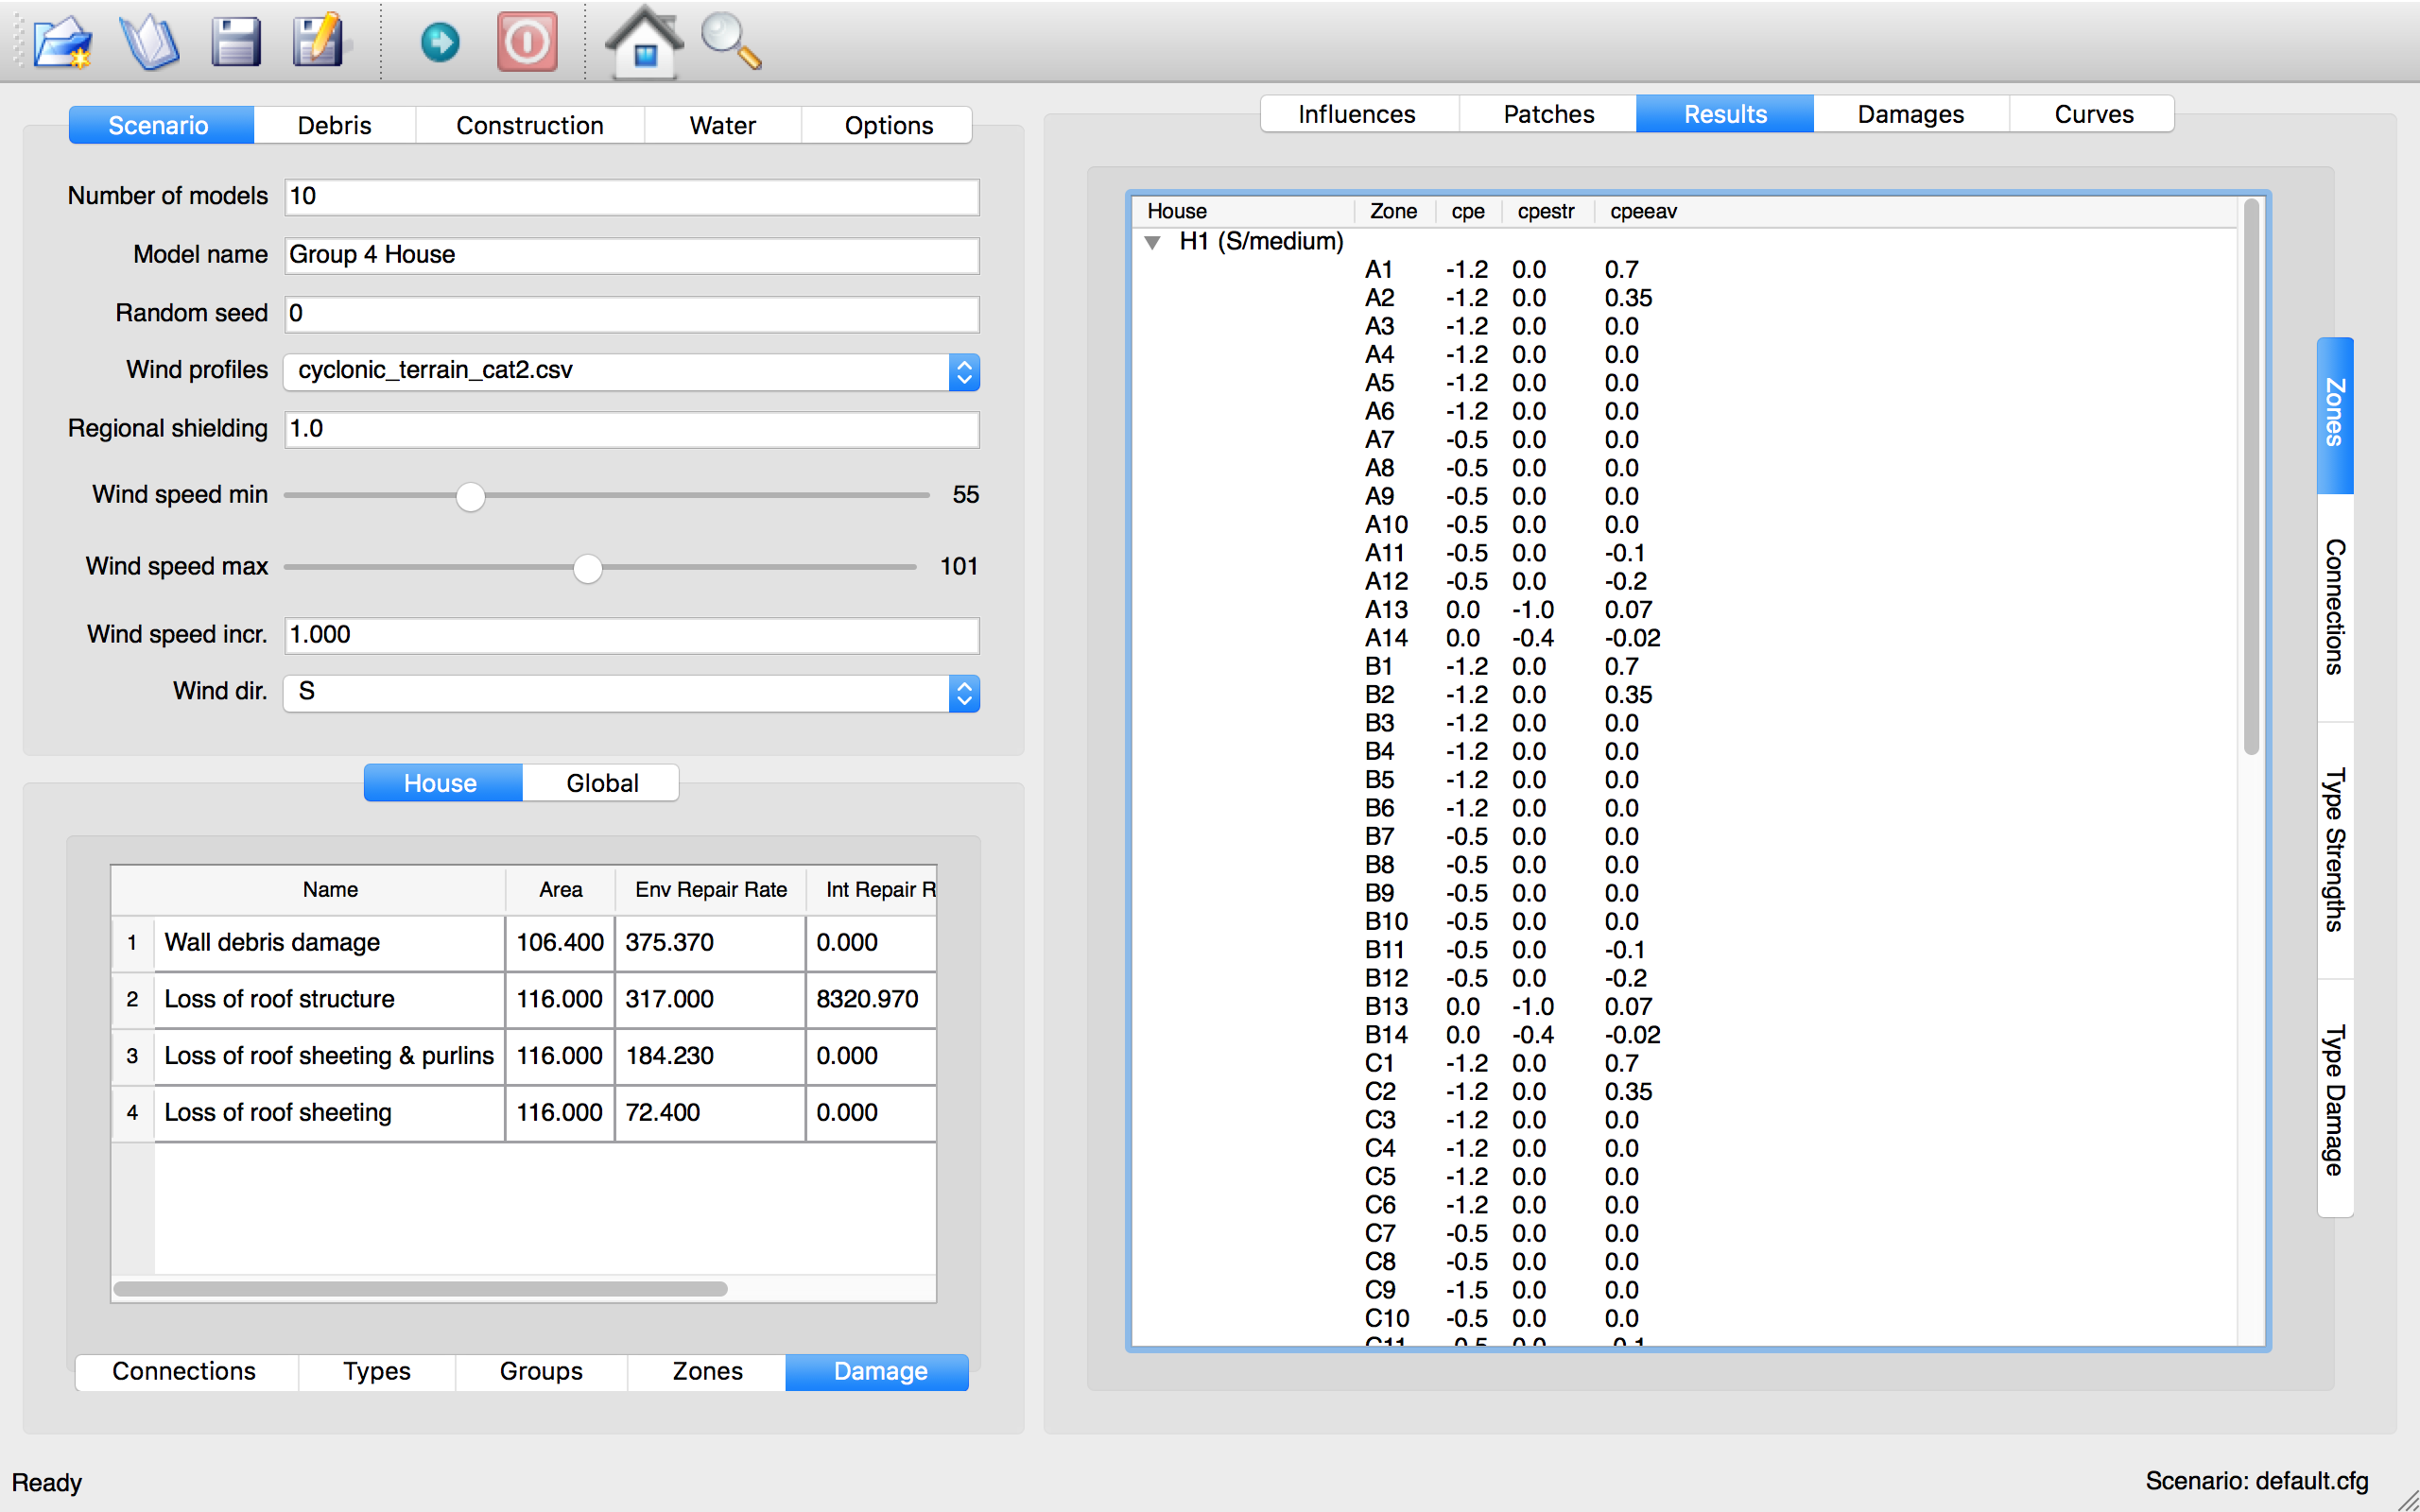 Scenario Debris Construction Water Options
Number of models 10
Model name Group 4 House
Random seed 0
Wind profiles cyclonic_terrain_cat2.csv
Regional shielding 1.0
Wind speed min 55
Wind speed max 101
Wind speed incr. 1.000
Wind dir. S
House Global
Name Area Env Repair Rate Int Repair R
1 Wall debris damage 106.400 375.370 0.000
2 Loss of roof structure 116.000 317.000 8320.970
3 Loss of roof sheeting & purlins 116.000 184.230 0.000
4 Loss of roof sheeting 116.000 72.400 0.000
Connections Types Groups Zones Damage
Influences Patches Results Damages Curves
House Zone cpe cpestr cpeeav
H1 (S/medium)
A1 -1.2 0.0 0.7
A2 -1.2 0.0 0.35
A3 -1.2 0.0 0.0
A4 -1.2 0.0 0.0
A5 -1.2 0.0 0.0
A6 -1.2 0.0 0.0
A7 -0.5 0.0 0.0
A8 -0.5 0.0 0.0
A9 -0.5 0.0 0.0
A10 -0.5 0.0 0.0
A11 -0.5 0.0 -0.1
A12 -0.5 0.0 -0.2
A13 0.0 -1.0 0.07
A14 0.0 -0.4 -0.02
B1 -1.2 0.0 0.7
B2 -1.2 0.0 0.35
B3 -1.2 0.0 0.0
B4 -1.2 0.0 0.0
B5 -1.2 0.0 0.0
B6 -1.2 0.0 0.0
B7 -0.5 0.0 0.0
B8 -0.5 0.0 0.0
B9 -0.5 0.0 0.0
B10 -0.5 0.0 0.0
B11 -0.5 0.0 -0.1
B12 -0.5 0.0 -0.2
B13 0.0 -1.0 0.07
B14 0.0 -0.4 -0.02
C1 -1.2 0.0 0.7
C2 -1.2 0.0 0.35
C3 -1.2 0.0 0.0
C4 -1.2 0.0 0.0
C5 -1.2 0.0 0.0
C6 -1.2 0.0 0.0
C7 -0.5 0.0 0.0
C8 -0.5 0.0 0.0
C9 -1.5 0.0 0.0
C10 -0.5 0.0 0.0
C11 -0.5 0.0 -0.1
Zones
Connections
Type Strengths
Type Damage
Ready
Scenario: default.cfg